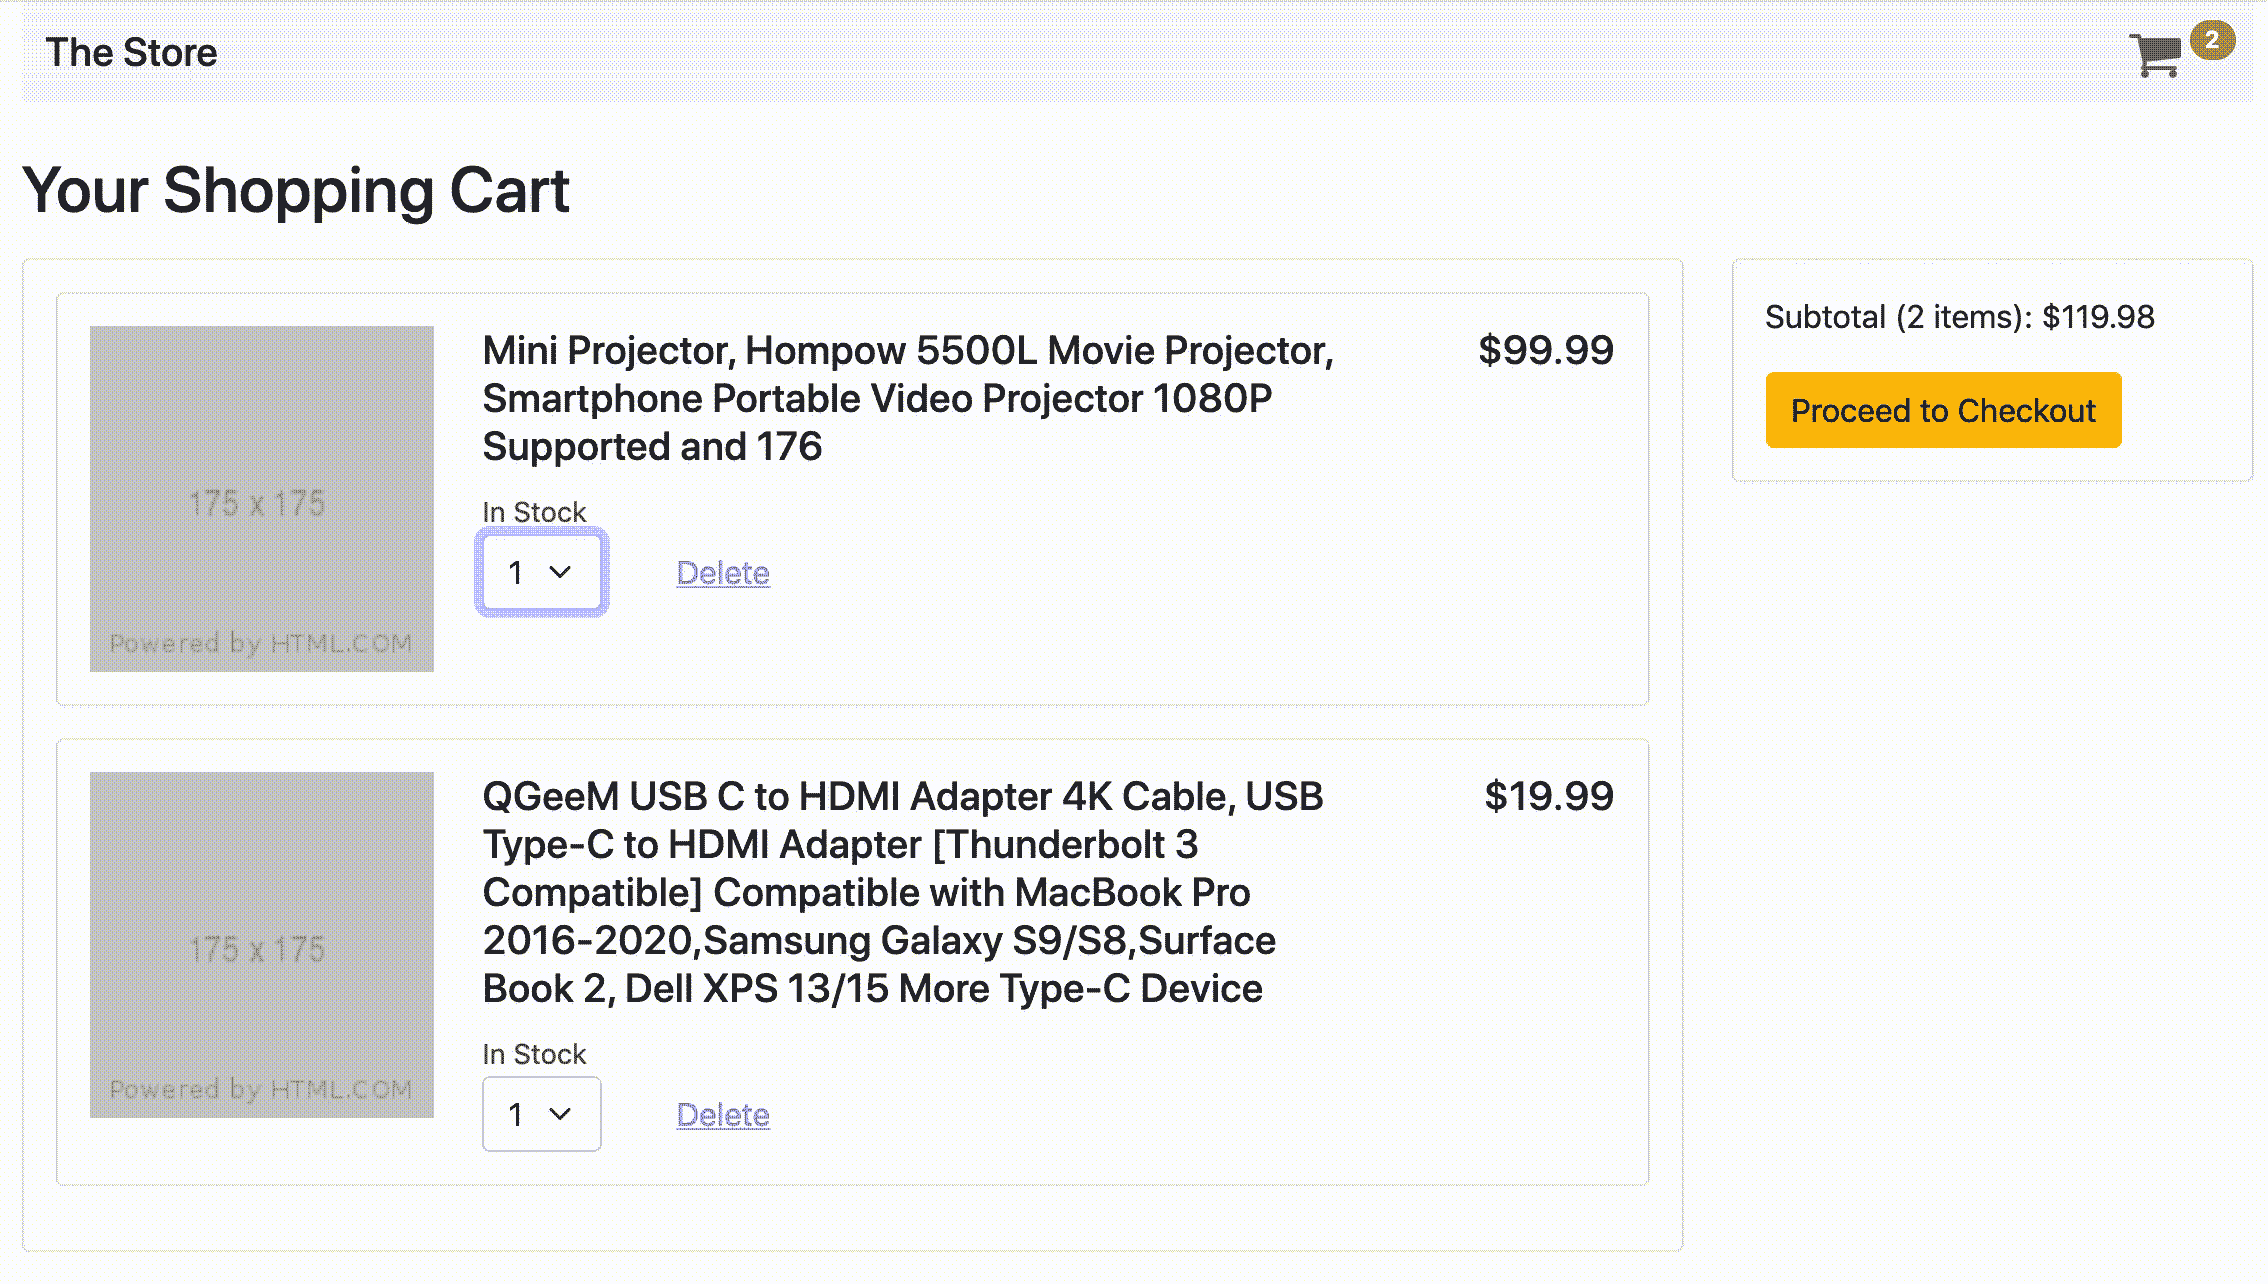 The Store
2
Your Shopping Cart
175 x 175
Powered by HTML.COM
Mini Projector, Hompow 5500L Movie Projector,
Smartphone Portable Video Projector 1080P
Supported and 176
$99.99
In Stock
1
Delete
175 x 175
Powered by HTML.COM
QGeeM USB C to HDMI Adapter 4K Cable, USB
Type-C to HDMI Adapter [Thunderbolt 3
Compatible] Compatible with MacBook Pro
2016-2020,Samsung Galaxy S9/S8,Surface
Book 2, Dell XPS 13/15 More Type-C Device
$19.99
In Stock
1
Delete
Subtotal (2 items): $119.98
Proceed to Checkout